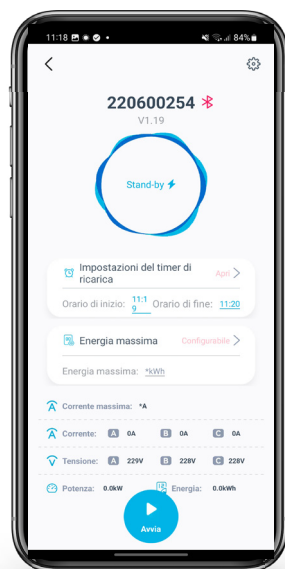 11:18 84%
220600254
V1.19
Stand-by
Impostazioni del timer di
ricarica
Apri
Orario di inizio: 11:1
9 Orario di fine: 11:20
Energia massima Configurabile
Energia massima: *kWh
Corrente massima: *A
Corrente: A 0A B 0A C 0A
Tensione: A 229V B 228V C 228V
Potenza: 0.0kW Energia: 0.0kWh
Avvia